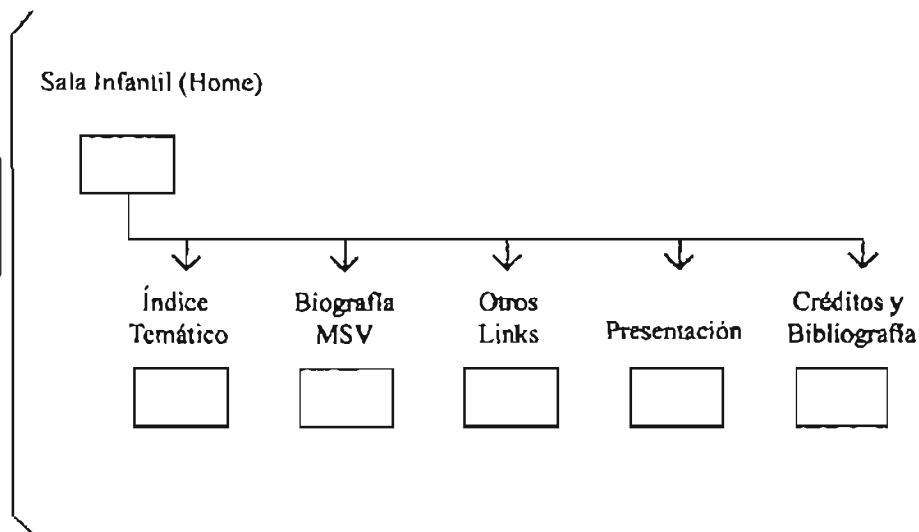 Sala Infantil (Home)
Índice
Temático
Biografía
MSV
Otros
Links
Presentación
Créditos y
Bibliografía